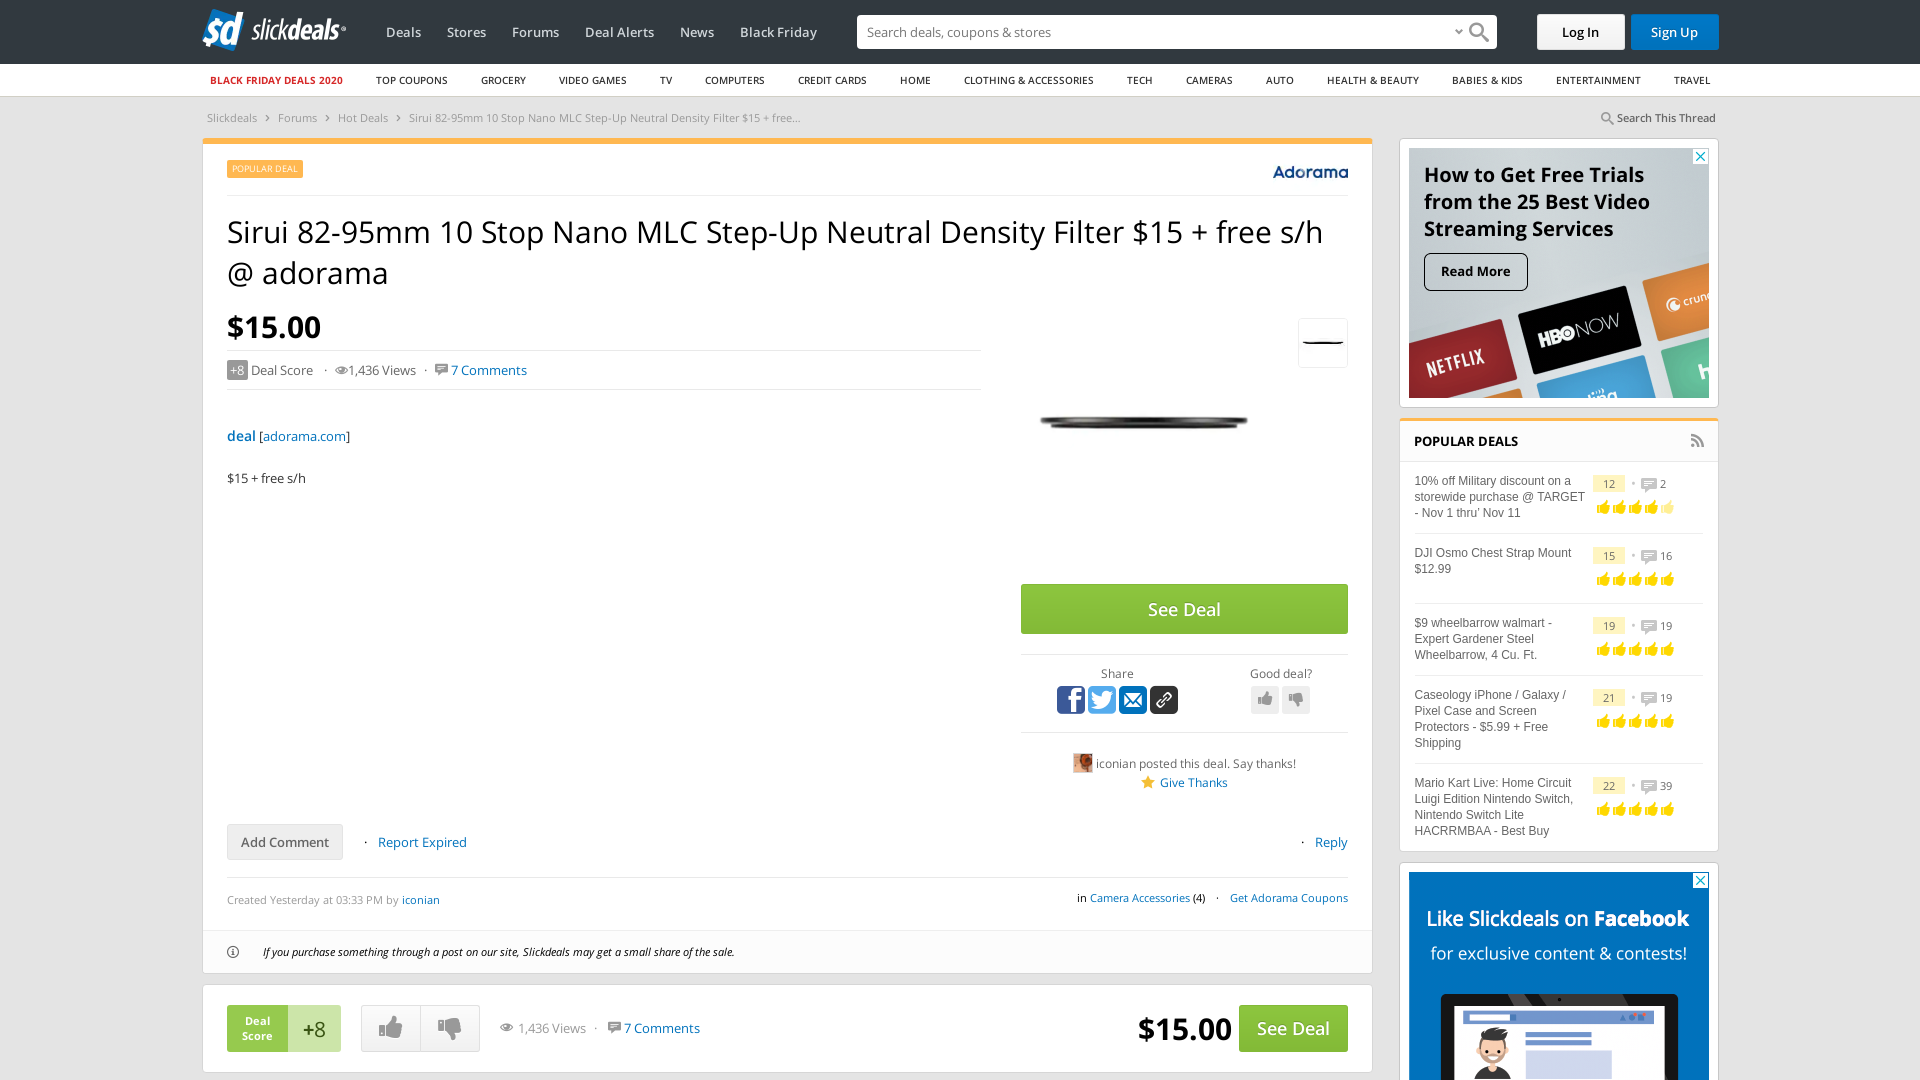 sd slickdeals
Deals Stores Forums Deal Alerts News Black Friday
Search deals, coupons & stores
Log In Sign Up
BLACK FRIDAY DEALS 2020 TOP COUPONS GROCERY VIDEO GAMES TV COMPUTERS CREDIT CARDS HOME CLOTHING & ACCESSORIES TECH CAMERAS AUTO HEALTH & BEAUTY BABIES & KIDS ENTERTAINMENT TRAVEL
Slickdeals › Forums › Hot Deals › Sirui 82-95mm 10 Stop Nano MLC Step-Up Neutral Density Filter $15 + free...
Search This Thread
POPULAR DEAL
Adorama
Sirui 82-95mm 10 Stop Nano MLC Step-Up Neutral Density Filter $15 + free s/h
@ adorama
$15.00
+8 Deal Score · 1,436 Views · 7 Comments
deal [adorama.com]
$15 + free s/h
See Deal
Share
Good deal?
iconian posted this deal. Say thanks!
Give Thanks
Add Comment · Report Expired
· Reply
Created Yesterday at 03:33 PM by iconian
in Camera Accessories (4) · Get Adorama Coupons
If you purchase something through a post on our site, Slickdeals may get a small share of the sale.
Deal
Score
+8
1,436 Views · 7 Comments
$15.00
See Deal
How to Get Free Trials
from the 25 Best Video
Streaming Services
Read More
NETFLIX
HBO NOW
crun
ding
h
POPULAR DEALS
10% off Military discount on a
storewide purchase @ TARGET
- Nov 1 thru' Nov 11
12 · 2
DJI Osmo Chest Strap Mount
$12.99
15 · 16
$9 wheelbarrow walmart -
Expert Gardener Steel
Wheelbarrow, 4 Cu. Ft.
19 · 19
Caseology iPhone / Galaxy /
Pixel Case and Screen
Protectors - $5.99 + Free
Shipping
21 · 19
Mario Kart Live: Home Circuit
Luigi Edition Nintendo Switch,
Nintendo Switch Lite
HACRRMBAA - Best Buy
22 · 39
Like Slickdeals on Facebook
for exclusive content & contests!